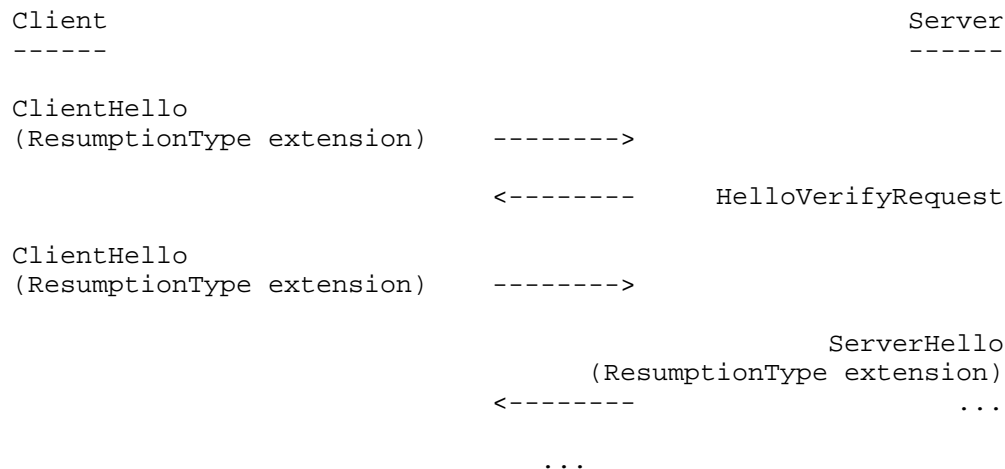 Client                                                      Server
------                                                      ------
ClientHello
(ResumptionType extension)    -------->
                              <--------     HelloVerifyRequest
ClientHello
(ResumptionType extension)    -------->
                                                       ServerHello
                                        (ResumptionType extension)
                              <--------                        ...
                                 ...